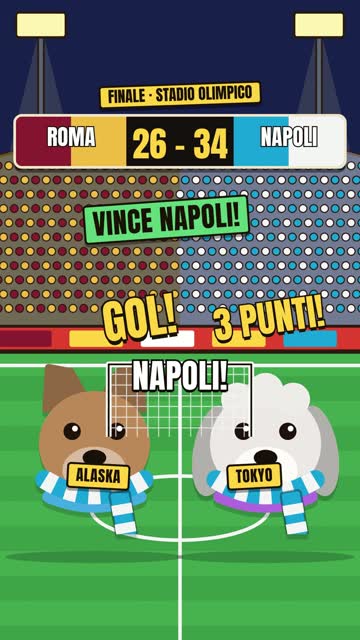 FINALE · STADIO OLIMPICO
ROMA
26 - 34
NAPOLI
VINCE NAPOLI!
GOL!
3 PUNTI!
NAPOLI!
ALASKA
TOKYO